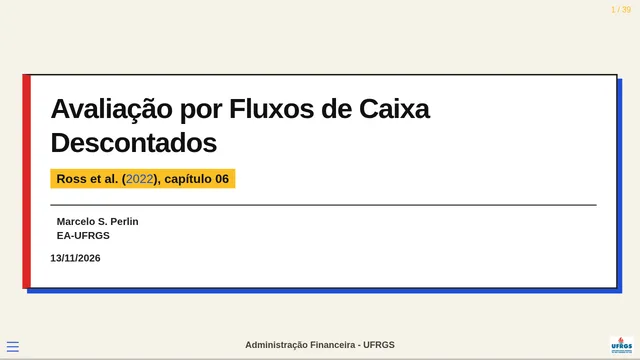 1 / 39
Avaliação por Fluxos de Caixa
Descontados
Ross et al. (2022), capítulo 06
Marcelo S. Perlin
EA-UFRGS
13/11/2026
Administração Financeira - UFRGS
UFRGS